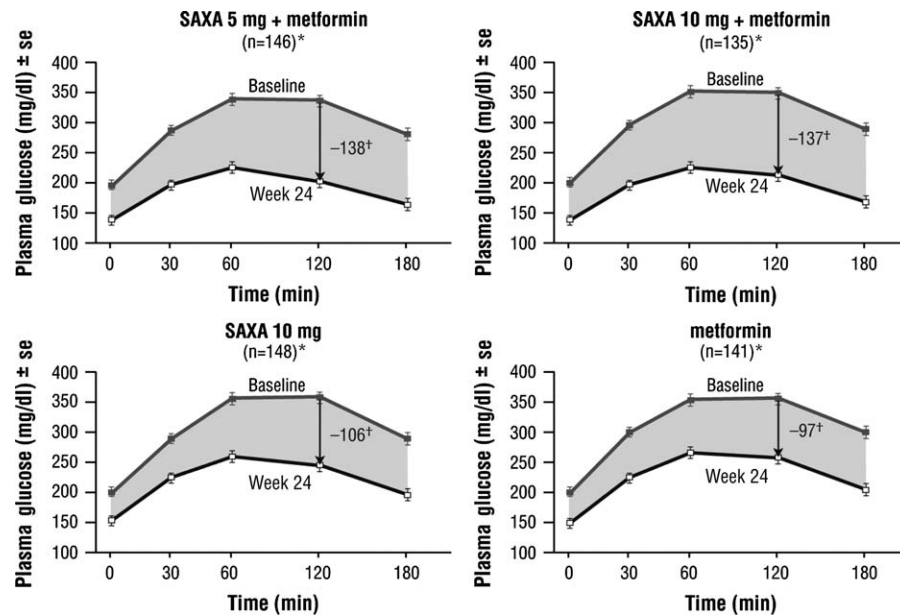 SAXA 5 mg + metformin
(n=146)*
Plasma glucose (mg/dl) ± se
400
350
300
250
200
150
100
Baseline
–138†
Week 24
0 30 60 120 180
Time (min)
SAXA 10 mg + metformin
(n=135)*
Plasma glucose (mg/dl) ± se
400
350
300
250
200
150
100
Baseline
–137†
Week 24
0 30 60 120 180
Time (min)
SAXA 10 mg
(n=148)*
Plasma glucose (mg/dl) ± se
400
350
300
250
200
150
100
Baseline
–106†
Week 24
0 30 60 120 180
Time (min)
metformin
(n=141)*
Plasma glucose (mg/dl) ± se
400
350
300
250
200
150
100
Baseline
–97†
Week 24
0 30 60 120 180
Time (min)